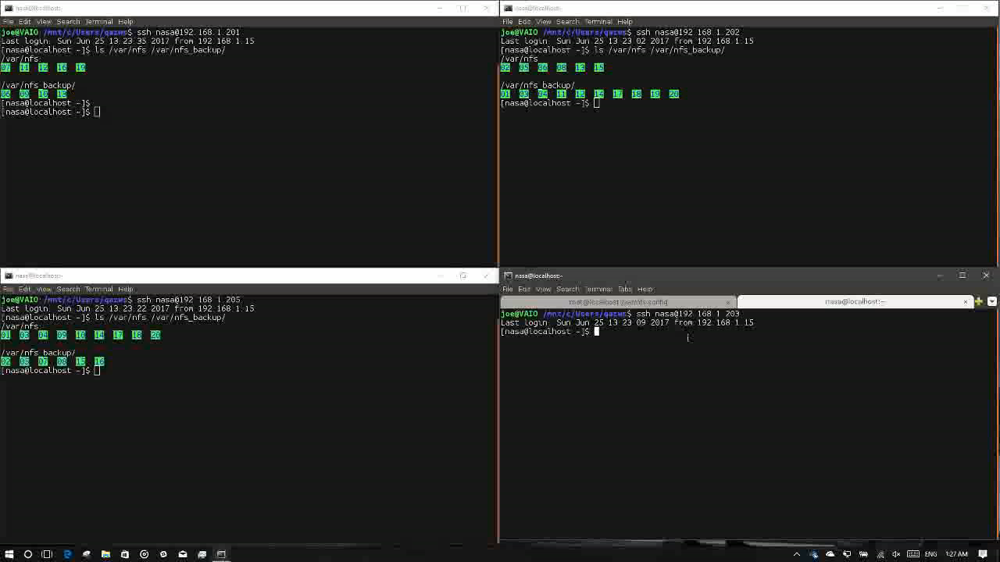 nasa@localhost:~
File Edit View Search Terminal Help
joe@VAIO:/mnt/c/Users/qazws$ ssh nasa@192.168.1.201
Last login: Sun Jun 25 13:23:35 2017 from 192.168.1.15
[nasa@localhost ~]$ ls /var/nfs /var/nfs_backup/
/var/nfs:
07 11 12 16 19
/var/nfs_backup/
06 09 10 13
[nasa@localhost ~]$
[nasa@localhost ~]$
nasa@localhost:~
File Edit View Search Terminal Help
joe@VAIO:/mnt/c/Users/qazws$ ssh nasa@192.168.1.202
Last login: Sun Jun 25 13:23:02 2017 from 192.168.1.15
[nasa@localhost ~]$ ls /var/nfs /var/nfs_backup/
/var/nfs
02 05 06 08 13 15
/var/nfs_backup/
01 03 04 11 12 14 17 18 19 20
[nasa@localhost ~]$
nasa@localhost:~
File Edit View Search Terminal Help
joe@VAIO:/mnt/c/Users/qazws$ ssh nasa@192.168.1.205
Last login: Sun Jun 25 13:23:22 2017 from 192.168.1.15
[nasa@localhost ~]$ ls /var/nfs /var/nfs_backup/
/var/nfs:
01 03 04 09 10 14 17 18 20
/var/nfs_backup/
02 05 07 08 15 16
[nasa@localhost ~]$
nasa@localhost:~
File Edit View Search Terminal Tabs Help
root@localhost:/var/nfs-config
nasa@localhost:~
joe@VAIO:/mnt/c/Users/qazws$ ssh nasa@192.168.1.203
Last login: Sun Jun 25 13:23:09 2017 from 192.168.1.15
[nasa@localhost ~]$
ENG 1:27 AM